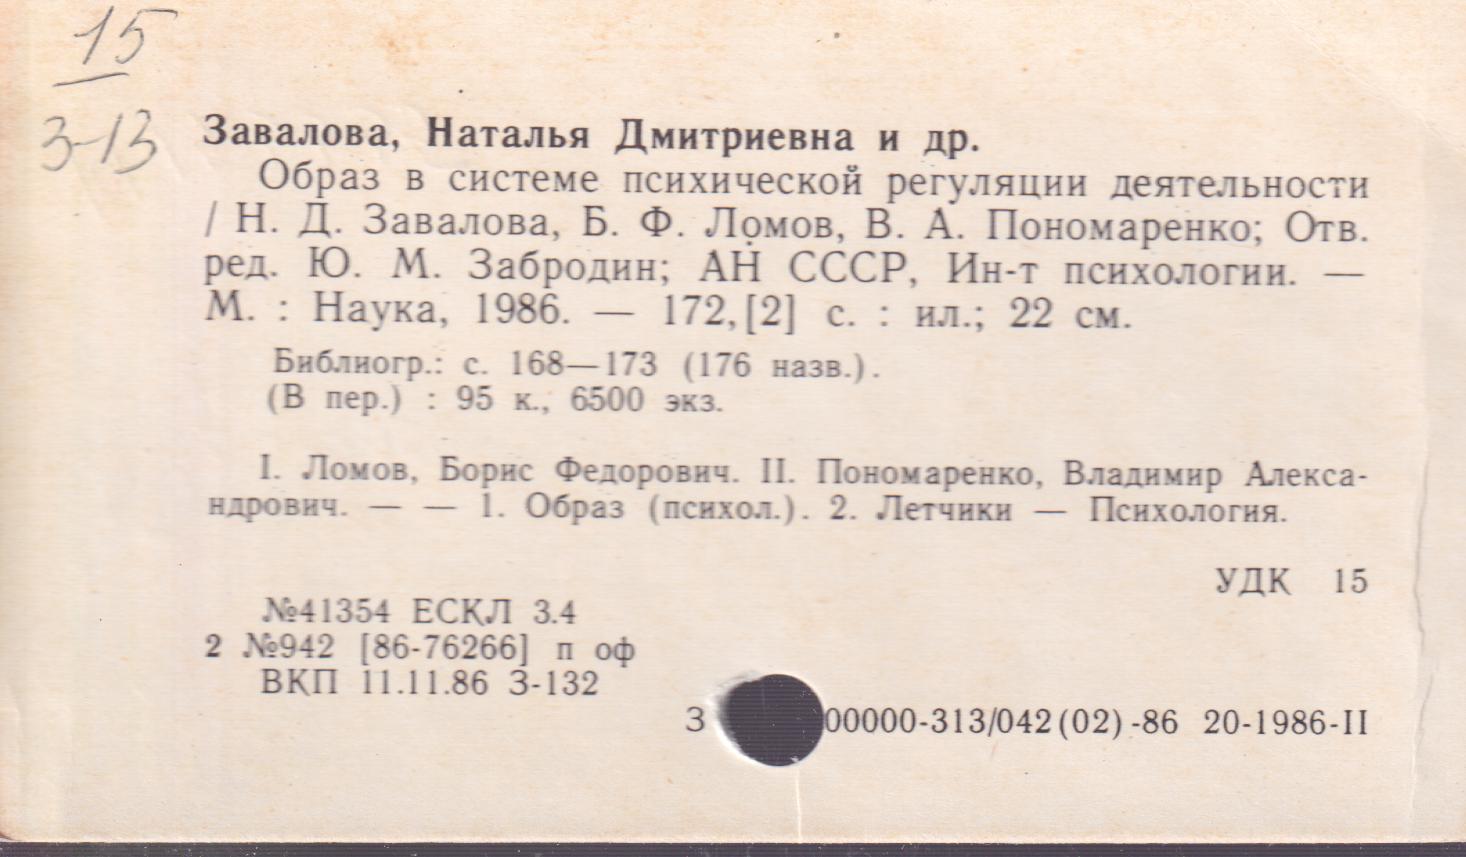 15
З-13
Завалова, Наталья Дмитриевна и др.
Образ в системе психической регуляции деятельности
/ Н. Д. Завалова, Б. Ф. Ломов, В. А. Пономаренко; Отв.
ред. Ю. М. Забродин; АН СССР, Ин-т психологии. —
М. : Наука, 1986. — 172,[2] с. : ил.; 22 см.
Библиогр.: с. 168—173 (176 назв.).
(В пер.) : 95 к., 6500 экз.
I. Ломов, Борис Федорович. II. Пономаренко, Владимир Алекса-
ндрович. — — 1. Образ (психол.). 2. Летчики — Психология.
УДК 15
№41354 ЕСКЛ 3.4
2 №942 [86-76266] п оф
ВКП 11.11.86 З-132
З 00000-313/042(02)-86 20-1986-II